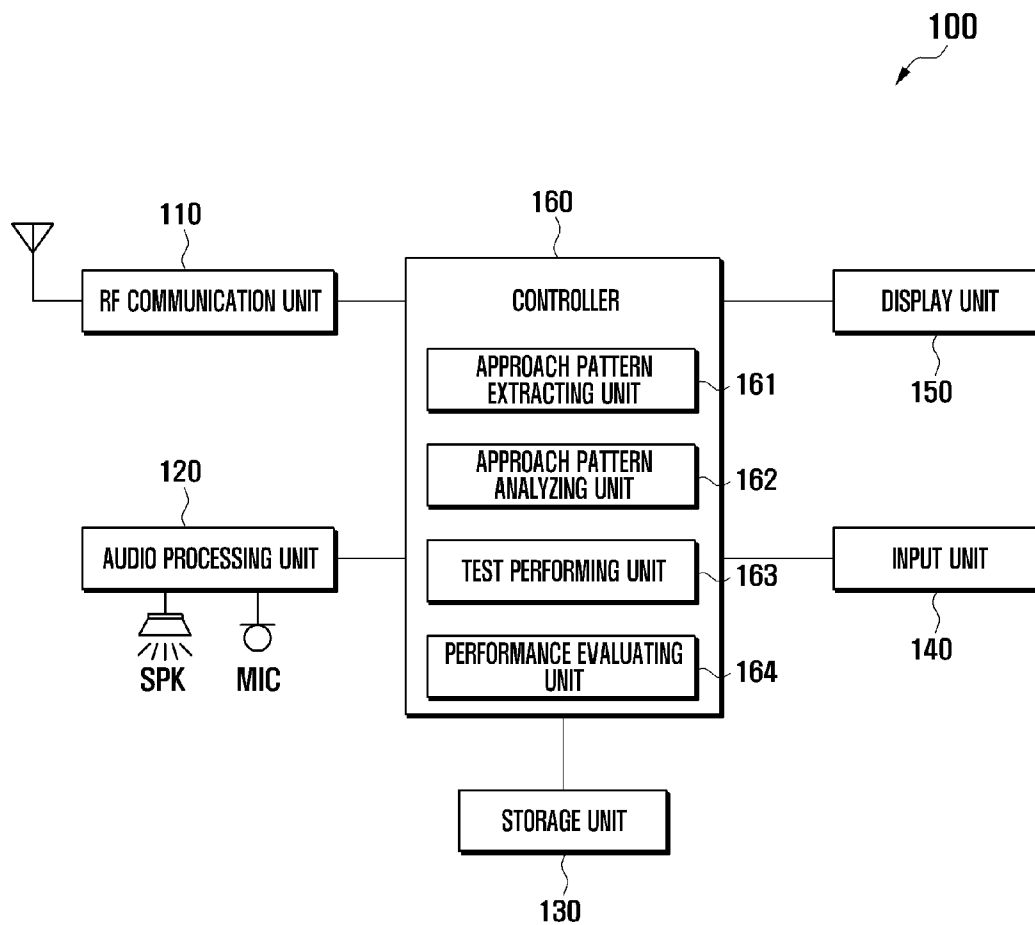 100
110
160
RF COMMUNICATION UNIT
CONTROLLER
DISPLAY UNIT
150
APPROACH PATTERN
EXTRACTING UNIT
161
APPROACH PATTERN
ANALYZING UNIT
162
120
AUDIO PROCESSING UNIT
SPK
MIC
TEST PERFORMING UNIT
163
INPUT UNIT
140
PERFORMANCE EVALUATING
UNIT
164
STORAGE UNIT
130